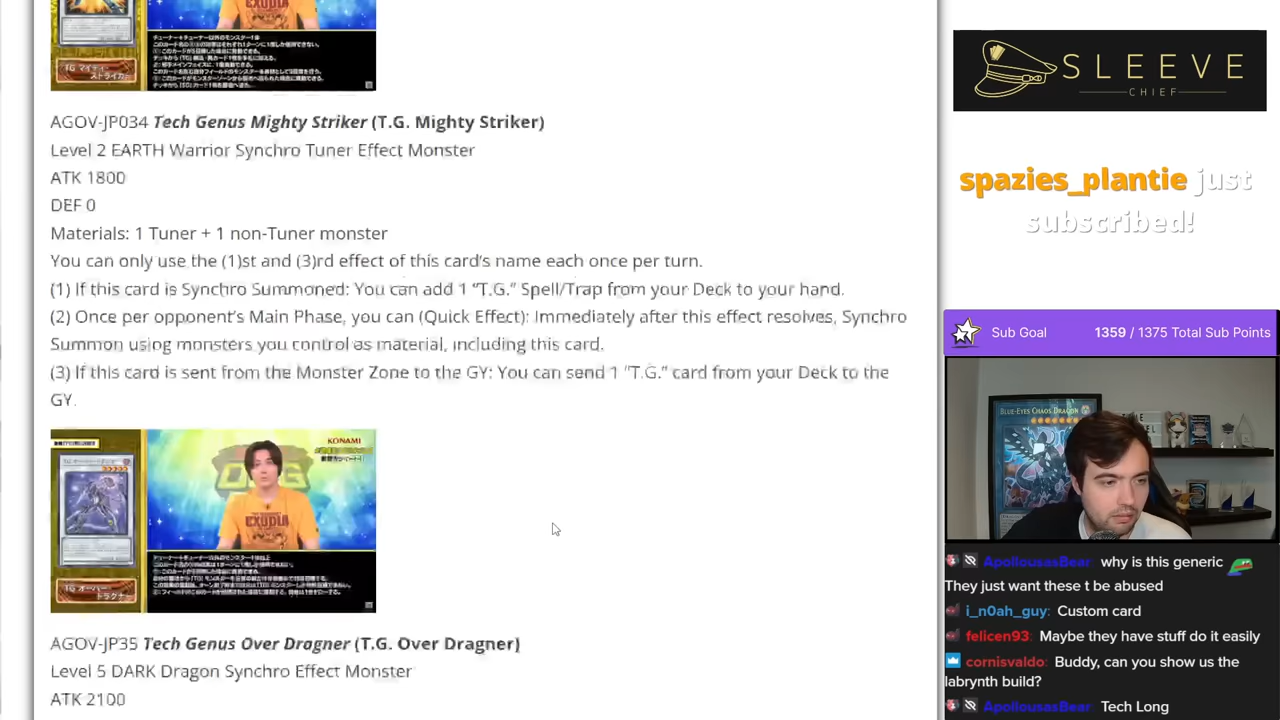 AGOV-JP034 Tech Genus Mighty Striker (T.G. Mighty Striker)
Level 2 EARTH Warrior Synchro Tuner Effect Monster
ATK 1800
DEF 0
Materials: 1 Tuner + 1 non-Tuner monster
You can only use the (1)st and (3)rd effect of this card's name each once per turn.
(1) If this card is Synchro Summoned: You can add 1 "T.G." Spell/Trap from your Deck to your hand.
(2) Once per opponent's Main Phase, you can (Quick Effect): Immediately after this effect resolves, Synchro
Summon using monsters you control as material, including this card.
(3) If this card is sent from the Monster Zone to the GY: You can send 1 "T.G." card from your Deck to the
GY.
KONAMI
EXODIA
AGOV-JP35 Tech Genus Over Dragner (T.G. Over Dragner)
Level 5 DARK Dragon Synchro Effect Monster
ATK 2100
SLEEVE
CHIEF
spazies_plantie just
subscribed!
Sub Goal 1359 / 1375 Total Sub Points
BLUE-EYES CHAOS DRAGON
ApollousasBear: why is this generic
They just want these t be abused
i_n0ah_guy: Custom card
felicen93: Maybe they have stuff do it easily
cornisvaldo: Buddy, can you show us the
labrynth build?
ApollousasBear: Tech Long